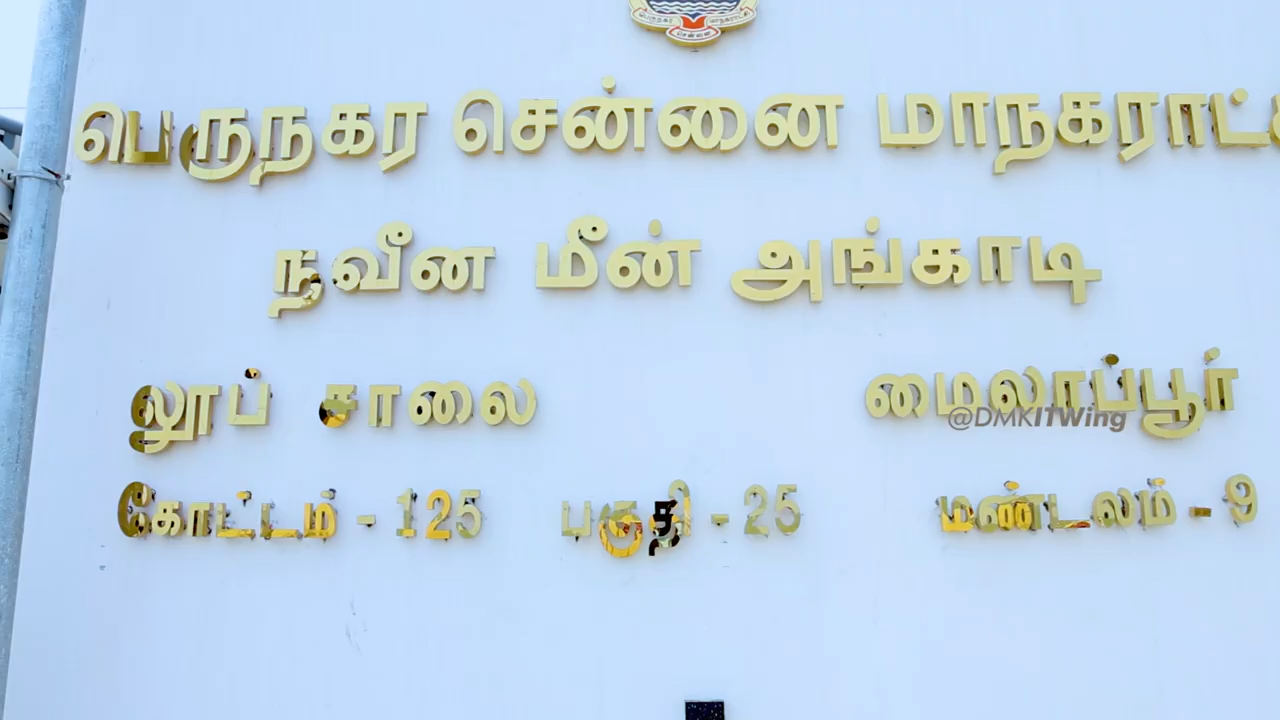 பெருநகர சென்னை மாநகராட்
நவீன மீன் அங்காடி
லூப் சாலை மைலாப்பூர்
@DMKITWing
கோட்டம் - 125 பகுதி - 25 மண்டலம் - 9